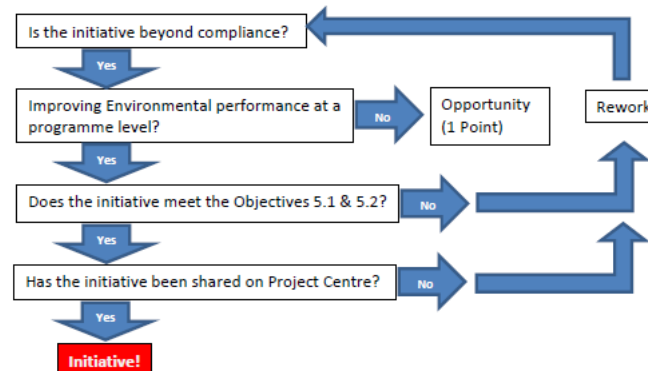 Is the initiative beyond compliance?
Yes
Improving Environmental performance at a
programme level?
No
Opportunity
(1 Point)
Rework
Yes
Does the initiative meet the Objectives 5.1 & 5.2?
No
Yes
Has the initiative been shared on Project Centre?
No
Yes
Initiative!